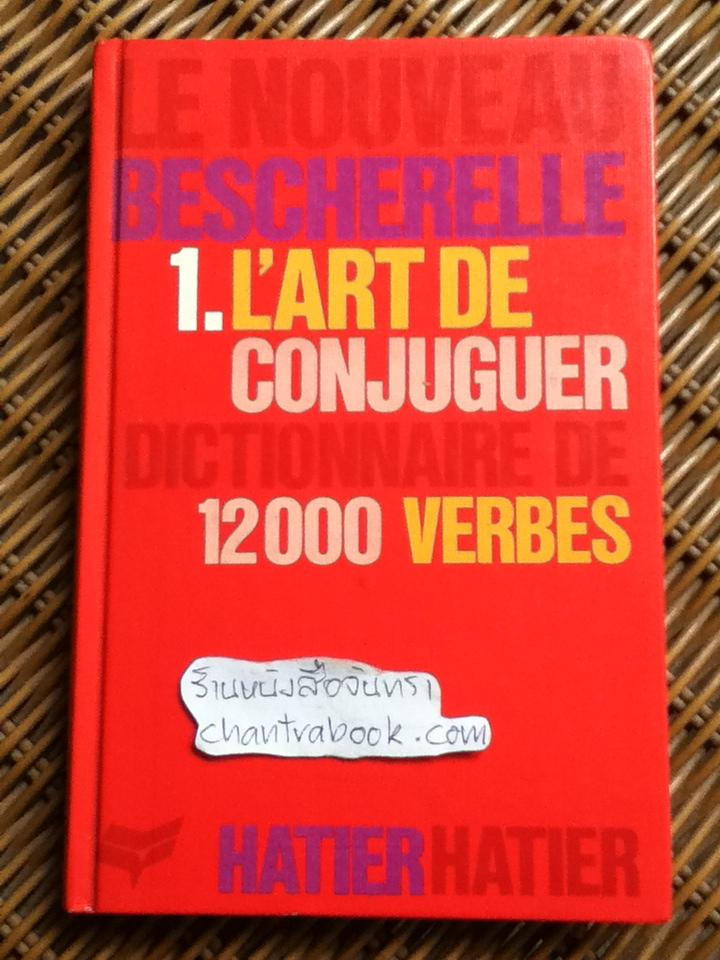 LE NOUVEAU
BESCHERELLE
1. L'ART DE
CONJUGUER
DICTIONNAIRE DE
12000 VERBES
ร้านหนังสือจันทรา
chantrabook.com
HATIER HATIER